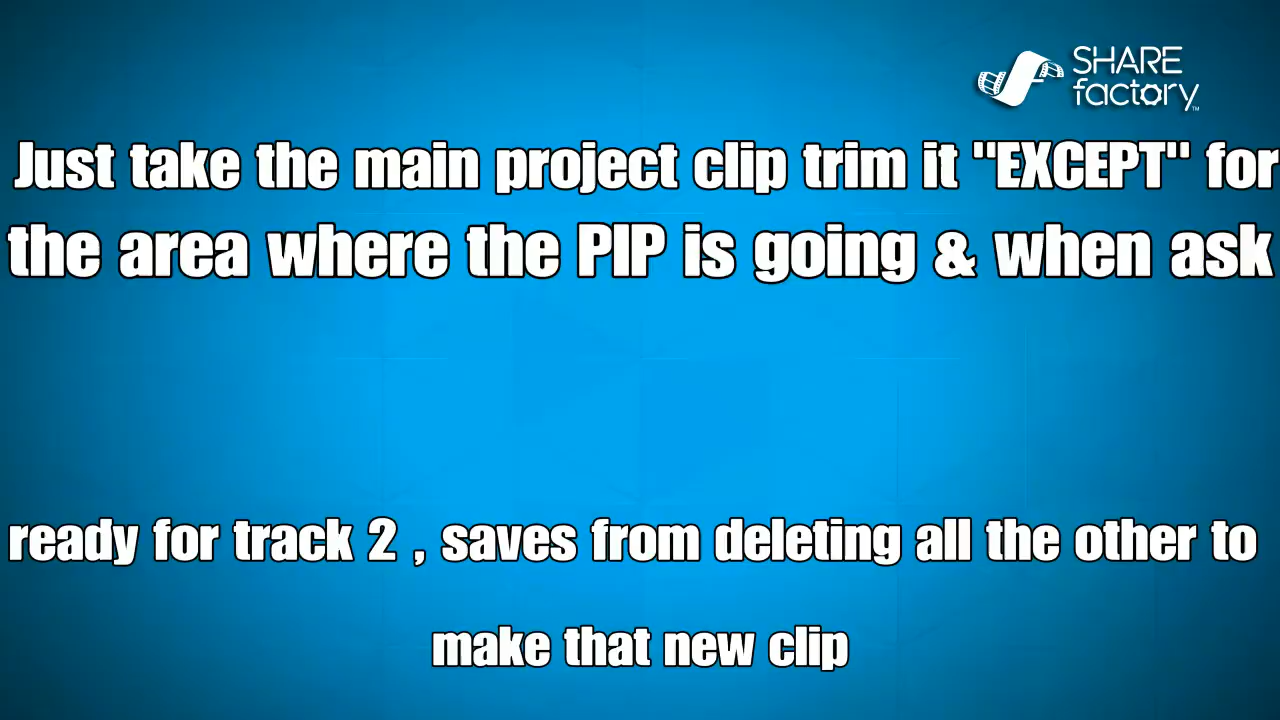 SHARE
factory™
Just take the main project clip trim it "EXCEPT" for
the area where the PIP is going & when ask
ready for track 2 , saves from deleting all the other to
make that new clip